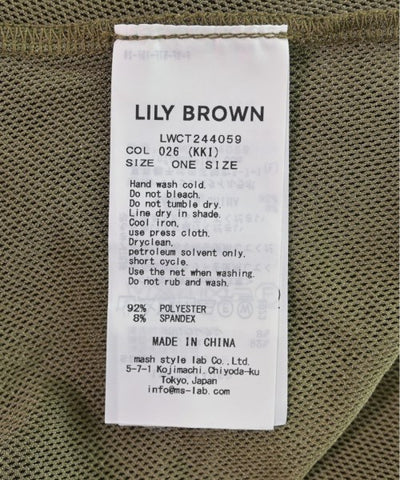 LILY BROWN
LWCT244059
COL 026 (KKI)
SIZE ONE SIZE
Hand wash cold.
Do not bleach.
Do not tumble dry.
Line dry in shade.
Cool iron,
use press cloth.
Dryclean,
petroleum solvent only.
short cycle.
Use the net when washing.
Do not rub and wash.
92% POLYESTER
8% SPANDEX
MADE IN CHINA
mash style lab Co.,Ltd.
5-7-1 Kojimachi, Chiyoda-ku
Tokyo, Japan
info@ms-lab.com